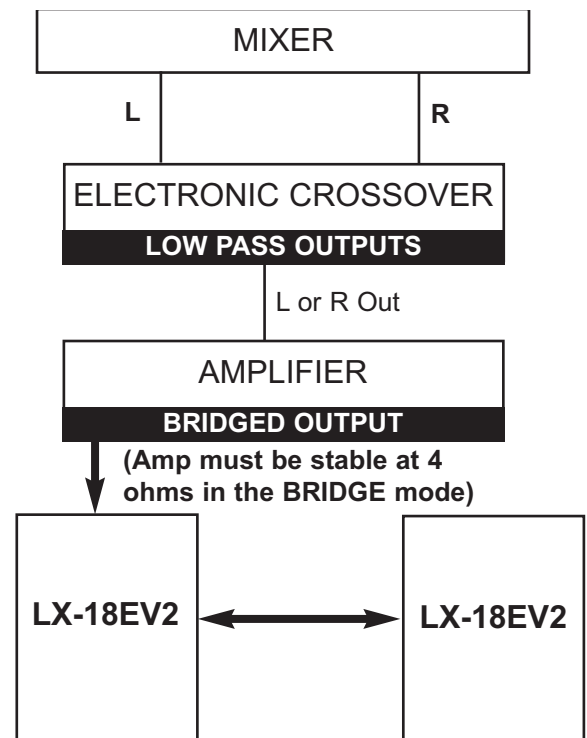 MIXER
L
R
ELECTRONIC CROSSOVER
LOW PASS OUTPUTS
L or R Out
AMPLIFIER
BRIDGED OUTPUT
(Amp must be stable at 4
ohms in the BRIDGE mode)
LX-18EV2
LX-18EV2